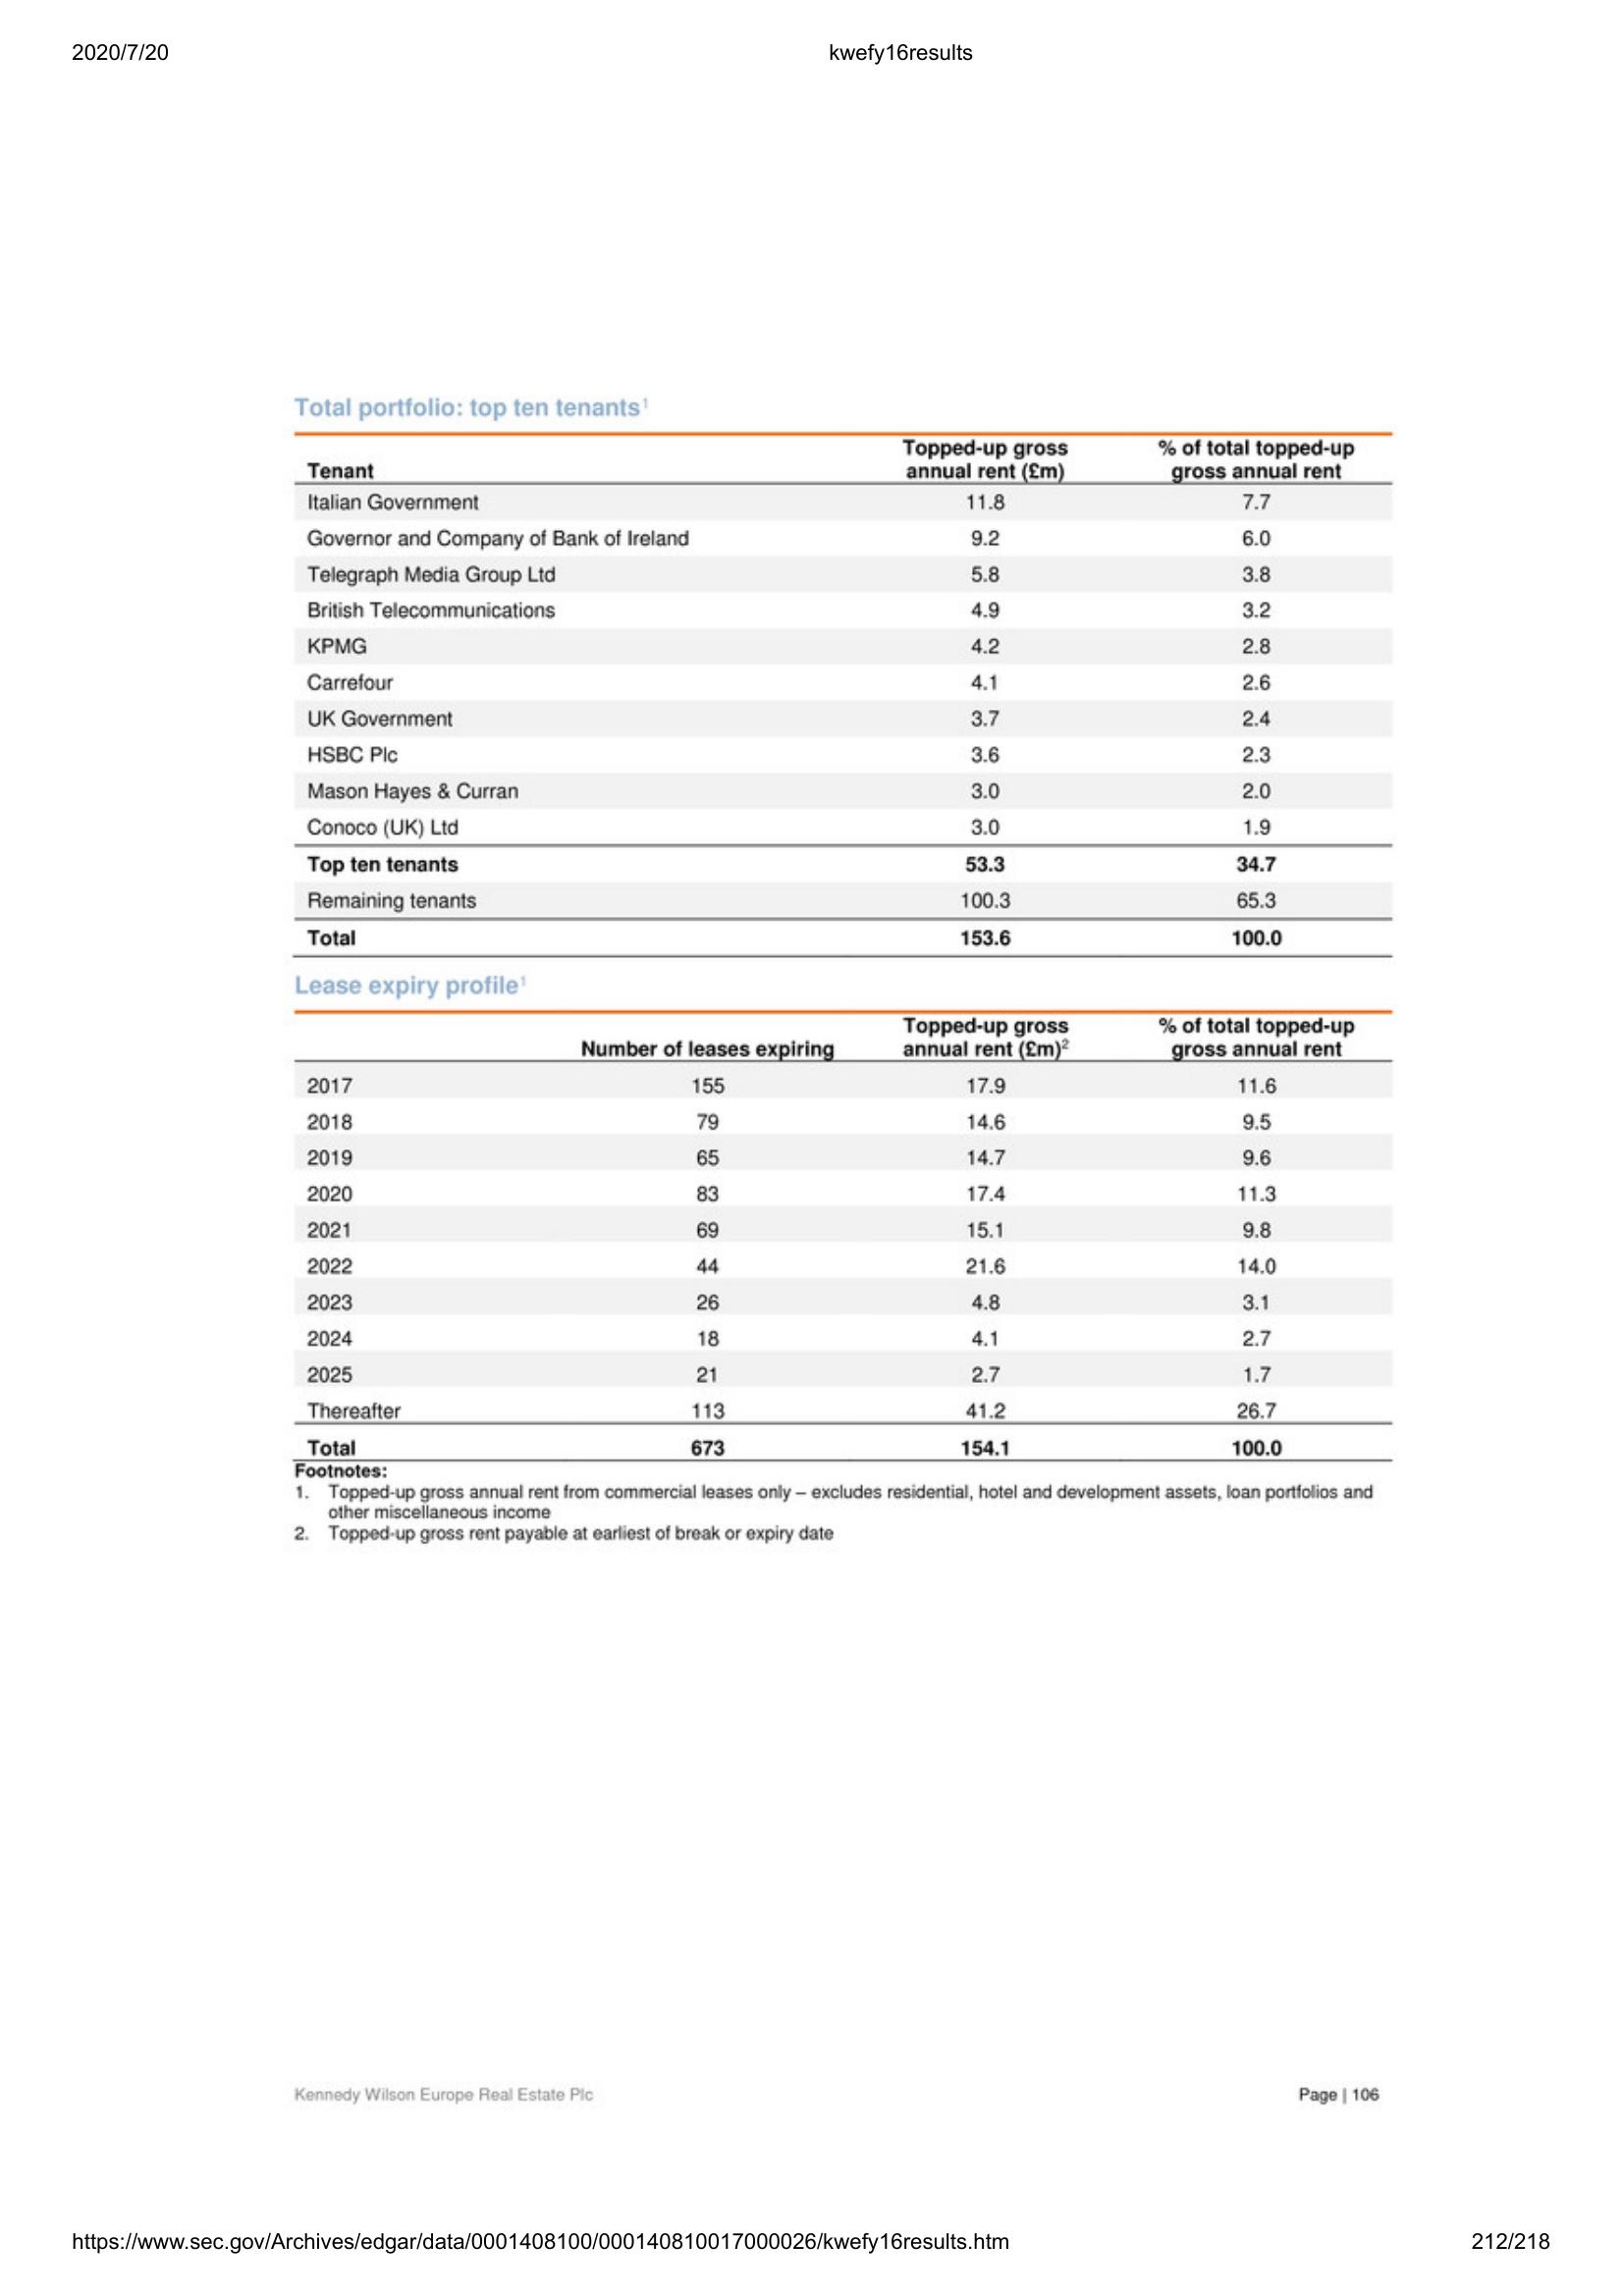 2020/7/20 kwefy16results
Total portfolio: top ten tenants¹
Topped-up gross % of total topped-up
Tenant annual rent (£m) gross annual rent
Italian Government 11.8 7.7
Governor and Company of Bank of Ireland 9.2 6.0
Telegraph Media Group Ltd 5.8 3.8
British Telecommunications 4.9 3.2
KPMG 4.2 2.8
Carrefour 4.1 2.6
UK Government 3.7 2.4
HSBC Plc 3.6 2.3
Mason Hayes & Curran 3.0 2.0
Conoco (UK) Ltd 3.0 1.9
Top ten tenants 53.3 34.7
Remaining tenants 100.3 65.3
Total 153.6 100.0
Lease expiry profile¹
Topped-up gross % of total topped-up
Number of leases expiring annual rent (£m)² gross annual rent
2017 155 17.9 11.6
2018 79 14.6 9.5
2019 65 14.7 9.6
2020 83 17.4 11.3
2021 69 15.1 9.8
2022 44 21.6 14.0
2023 26 4.8 3.1
2024 18 4.1 2.7
2025 21 2.7 1.7
Thereafter 113 41.2 26.7
Total 673 154.1 100.0
Footnotes:
1. Topped-up gross annual rent from commercial leases only – excludes residential, hotel and development assets, loan portfolios and
other miscellaneous income
2. Topped-up gross rent payable at earliest of break or expiry date
Kennedy Wilson Europe Real Estate Plc Page | 106
https://www.sec.gov/Archives/edgar/data/0001408100/000140810017000026/kwefy16results.htm 212/218